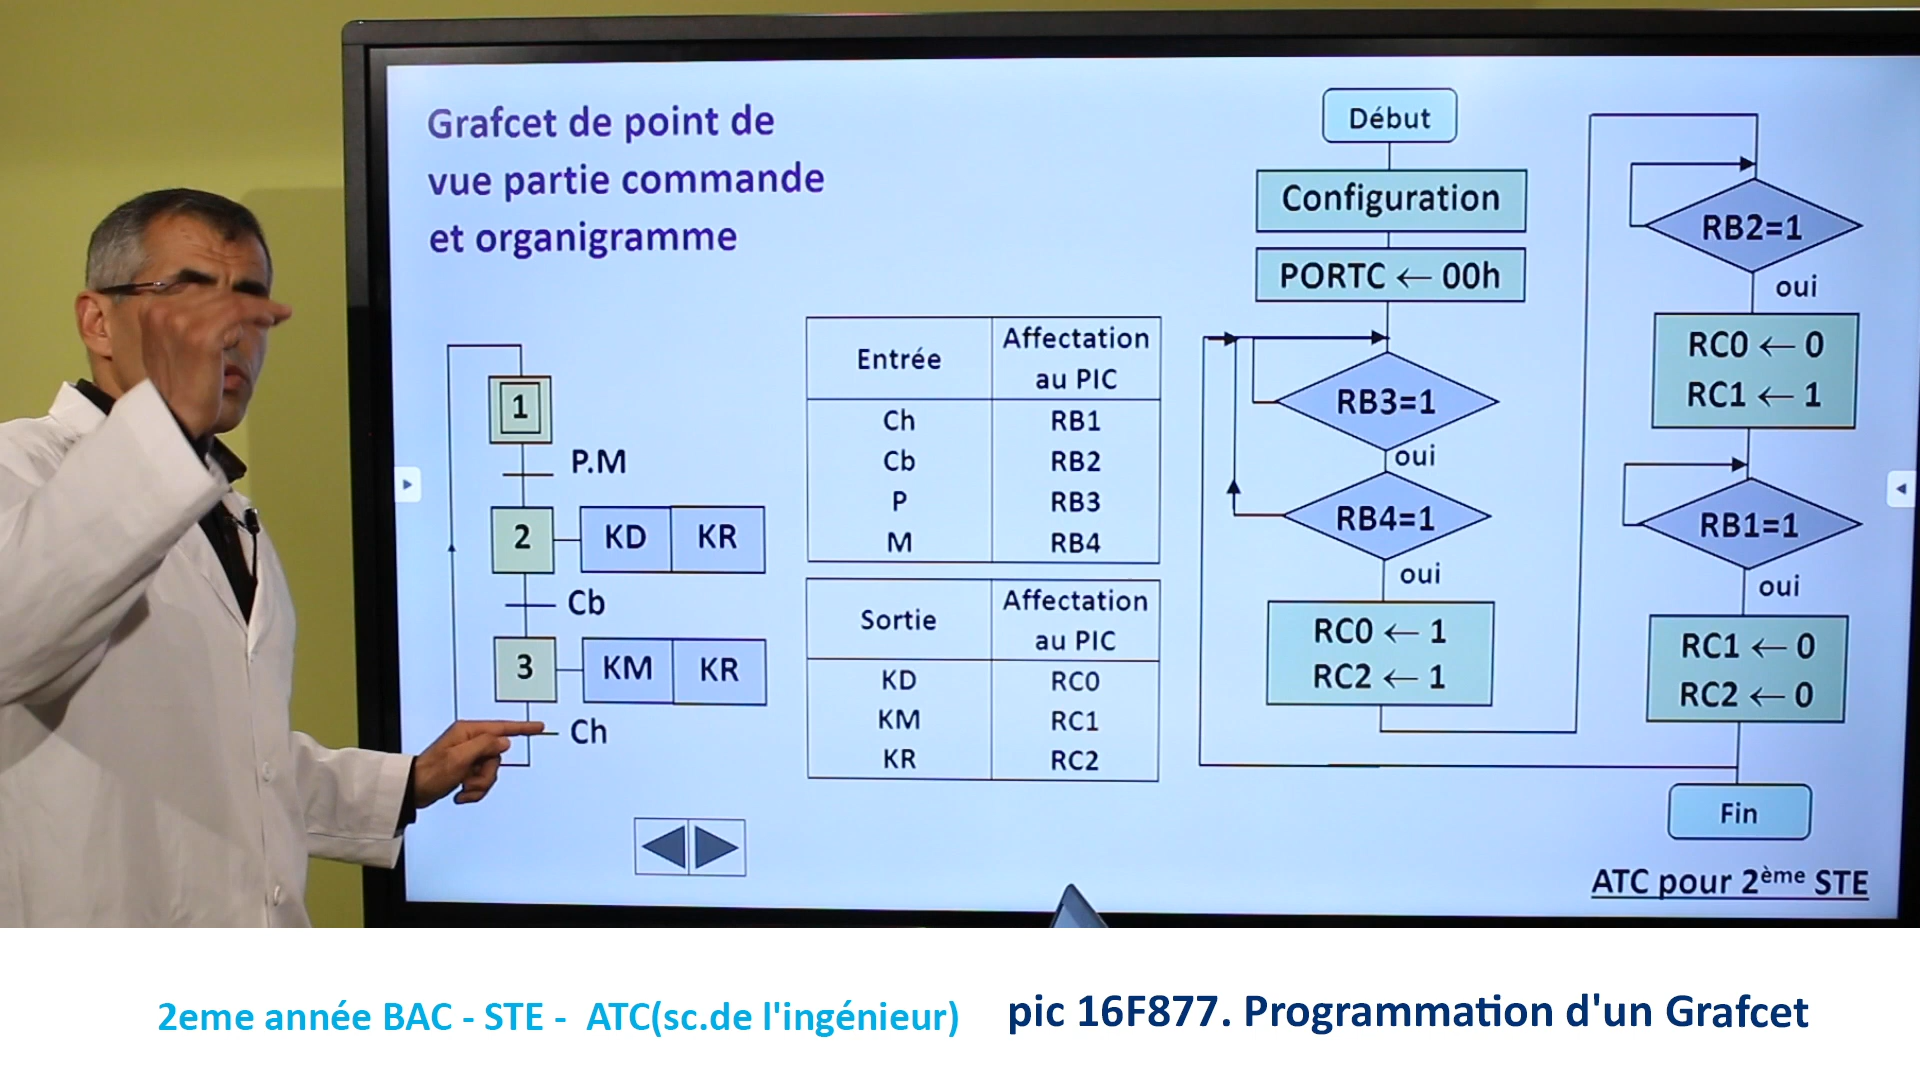 Grafcet de point de
vue partie commande
et organigramme
1
P.M
2
KD
KR
Cb
3
KM
KR
Ch
Entrée
Affectation
au PIC
Ch
RB1
Cb
RB2
P
RB3
M
RB4
Sortie
Affectation
au PIC
KD
RC0
KM
RC1
KR
RC2
Début
Configuration
PORTC ← 00h
RB3=1
oui
RB4=1
oui
RC0 ← 1
RC2 ← 1
RB2=1
oui
RC0 ← 0
RC1 ← 1
RB1=1
oui
RC1 ← 0
RC2 ← 0
Fin
ATC pour 2ème STE
2eme année BAC - STE - ATC(sc.de l'ingénieur)
pic 16F877. Programmation d'un Grafcet